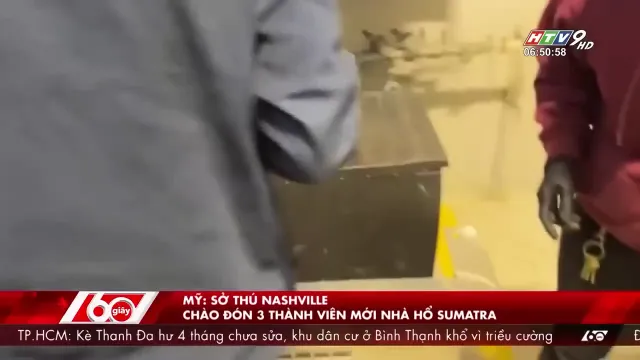 HTV9 HD
06:50:58
60 giây
MỸ: SỞ THÚ NASHVILLE
CHÀO ĐÓN 3 THÀNH VIÊN MỚI NHÀ HỔ SUMATRA
TP.HCM: Kè Thanh Đa hư 4 tháng chưa sửa, khu dân cư ở Bình Thạnh khổ vì triều cường
60